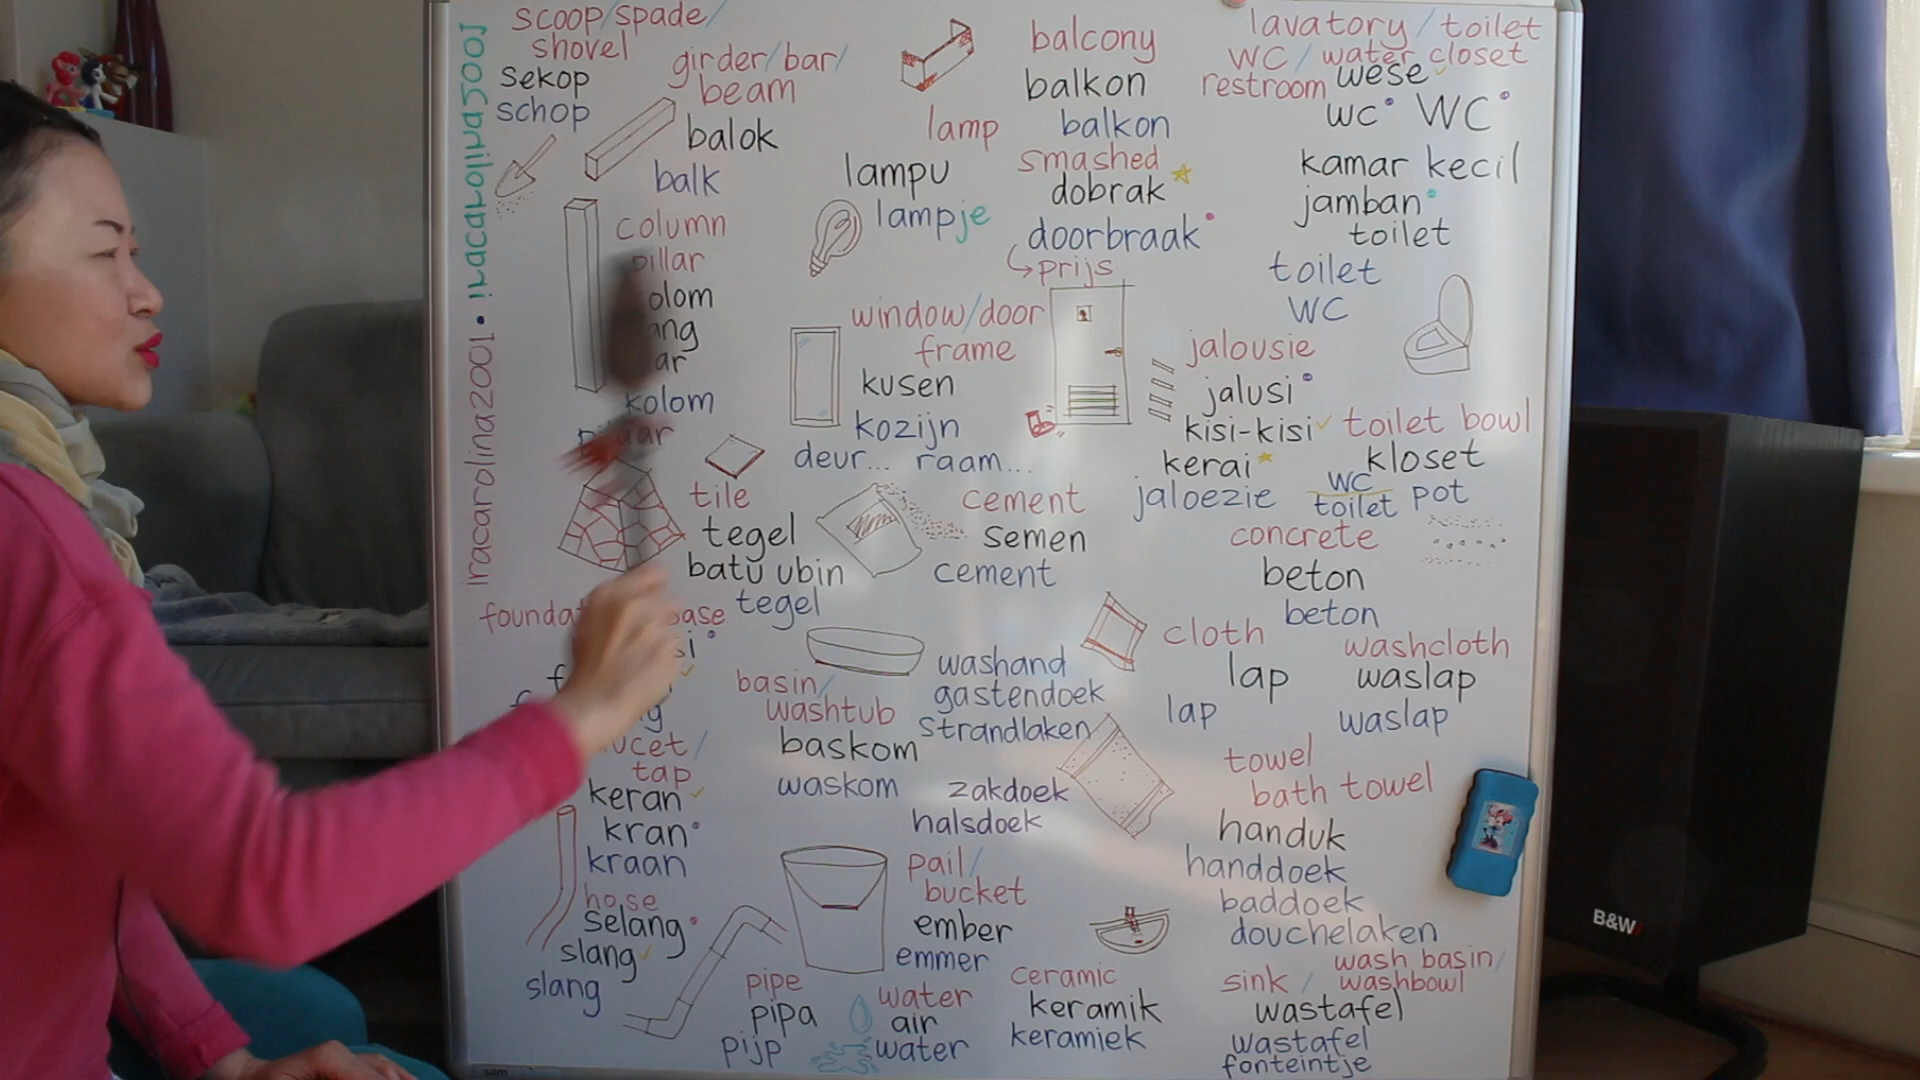 iracarolina2001 • !ɿɒɔɒɿolinɒ500J
scoop/spade/
shovel
sekop
schop
girder/bar/
beam
balok
balk
column
pillar
kolom
lamp
lampu
lampje
balcony
balkon
balkon
smashed
dobrak
doorbraak
prijs
lavatory / toilet
WC / water closet
restroom wese
wc WC
kamar kecil
jamban
toilet
toilet
WC
window/door
frame
kusen
kozijn
deur... raam...
jalousie
jalusi
kisi-kisi
kerai
jaloezie
toilet bowl
kloset
WC
toilet pot
tile
tegel
batu ubin
tegel
cement
semen
cement
concrete
beton
beton
keran
kran
kraan
tap
basin/
washtub
baskom
waskom
washand
gastendoek
strandlaken
zakdoek
halsdoek
cloth
lap
lap
washcloth
waslap
waslap
towel
bath towel
handuk
handdoek
baddoek
douchelaken
hose
selang
slang
slang
pipe
pipa
pijp
pail/
bucket
ember
emmer
water
air
water
ceramic
keramik
keramiek
sink / wash basin/
washbowl
wastafel
wastafel
fonteintje
B&W